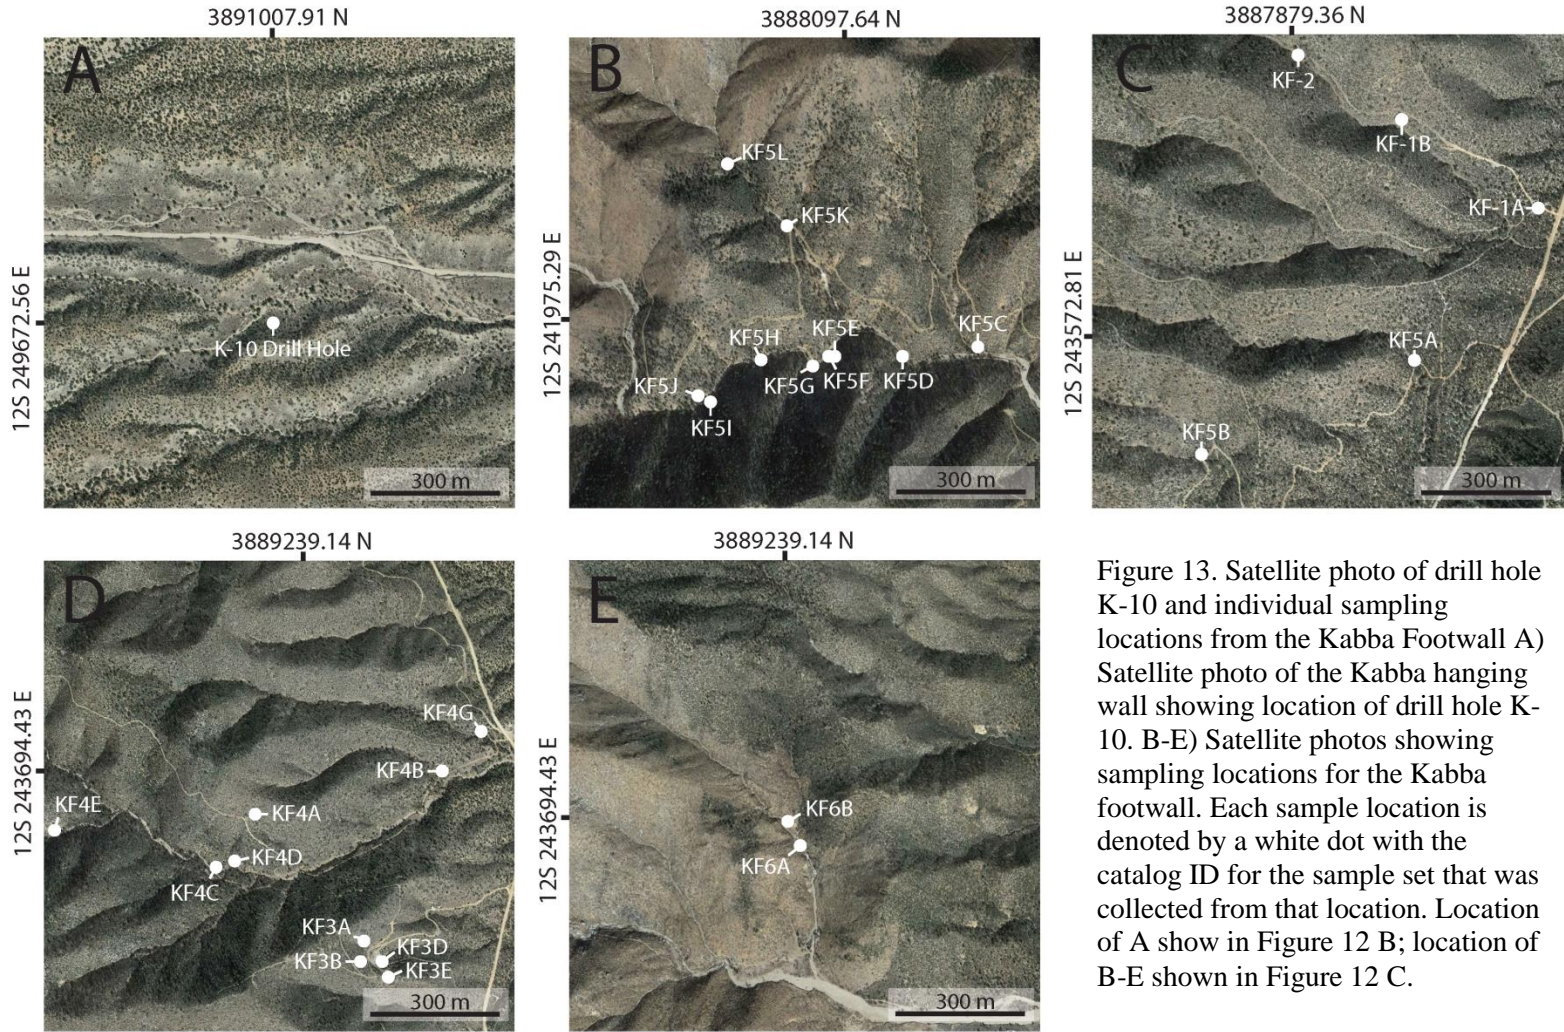 3891007.91 N
A
12S 249672.56 E
K-10 Drill Hole
300 m
3888097.64 N
B
12S 241975.29 E
KF5L
KF5K
KF5H
KF5E
KF5C
KF5G
KF5F
KF5D
KF5J
KF5I
300 m
3887879.36 N
C
12S 243572.81 E
KF-2
KF-1B
KF-1A
KF5A
KF5B
300 m
3889239.14 N
D
12S 243694.43 E
KF4G
KF4B
KF4E
KF4A
KF4D
KF4C
KF3A
KF3D
KF3B
KF3E
300 m
3889239.14 N
E
12S 243694.43 E
KF6B
KF6A
300 m
Figure 13. Satellite photo of drill hole
K-10 and individual sampling
locations from the Kabba Footwall A)
Satellite photo of the Kabba hanging
wall showing location of drill hole K-
10. B-E) Satellite photos showing
sampling locations for the Kabba
footwall. Each sample location is
denoted by a white dot with the
catalog ID for the sample set that was
collected from that location. Location
of A show in Figure 12 B; location of
B-E shown in Figure 12 C.